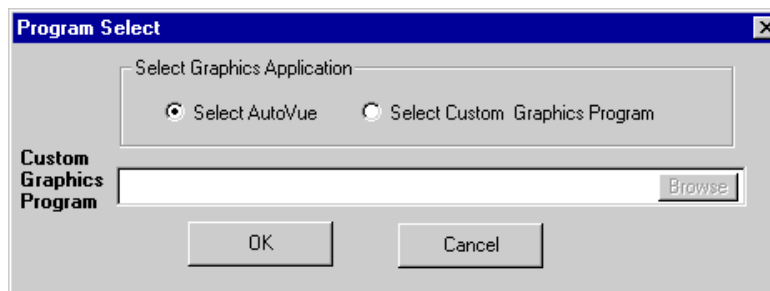 Program Select
Select Graphics Application
Select AutoVue
Select Custom Graphics Program
Custom
Graphics
Program
Browse
OK
Cancel